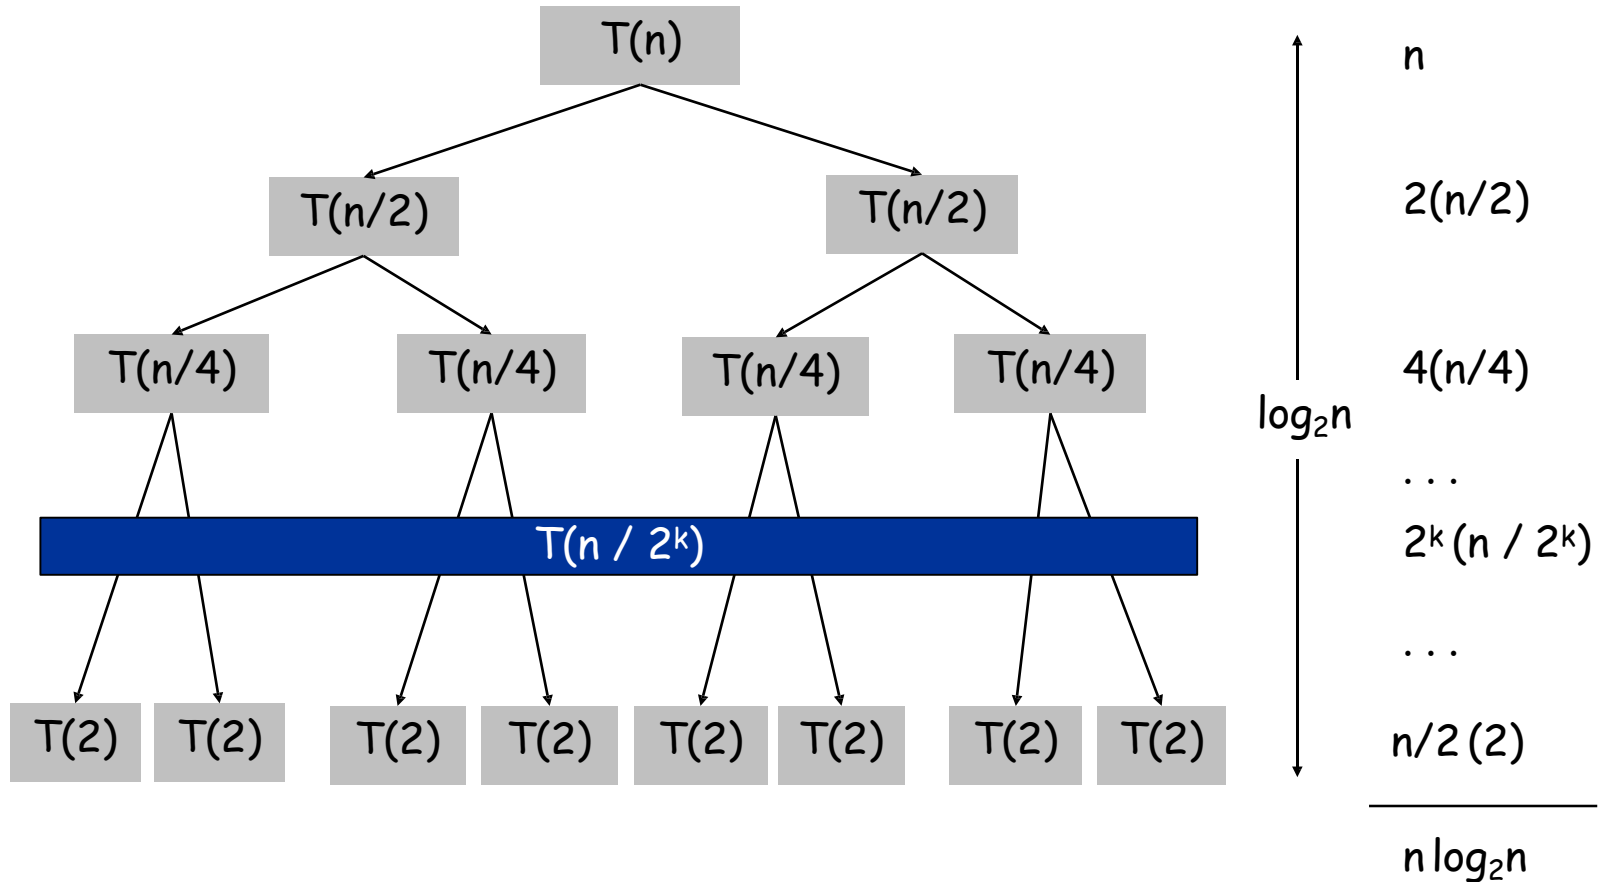 T(n)
n
T(n/2) T(n/2)
2(n/2)
T(n/4) T(n/4) T(n/4) T(n/4)
4(n/4)
log₂n
. . .
T(n / 2ᵏ)
2ᵏ (n / 2ᵏ)
. . .
T(2) T(2) T(2) T(2) T(2) T(2) T(2) T(2)
n/2 (2)
n log₂n